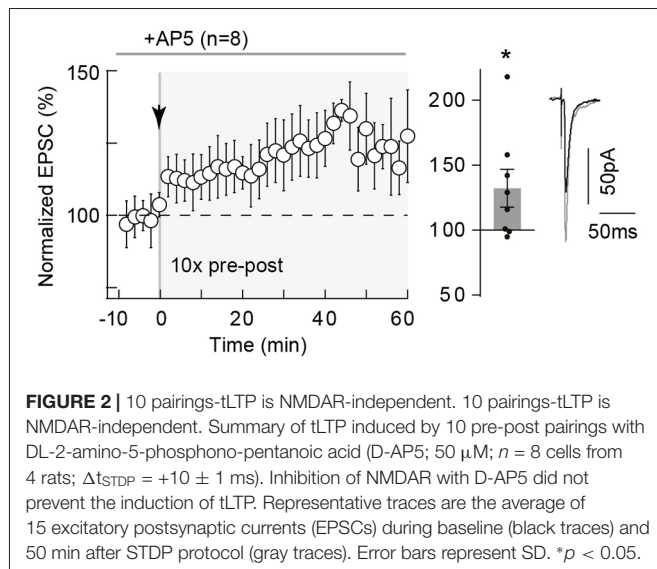 +AP5 (n=8)
150
100
Normalized EPSC (%)
10x pre-post
-10 0 20 40 60
Time (min)
*
200
150
100
50
50pA
50ms
FIGURE 2 | 10 pairings-tLTP is NMDAR-independent. 10 pairings-tLTP is
NMDAR-independent. Summary of tLTP induced by 10 pre-post pairings with
DL-2-amino-5-phosphono-pentanoic acid (D-AP5; 50 μM; n = 8 cells from
4 rats; ΔtSTDP = +10 ± 1 ms). Inhibition of NMDAR with D-AP5 did not
prevent the induction of tLTP. Representative traces are the average of
15 excitatory postsynaptic currents (EPSCs) during baseline (black traces) and
50 min after STDP protocol (gray traces). Error bars represent SD. *p < 0.05.